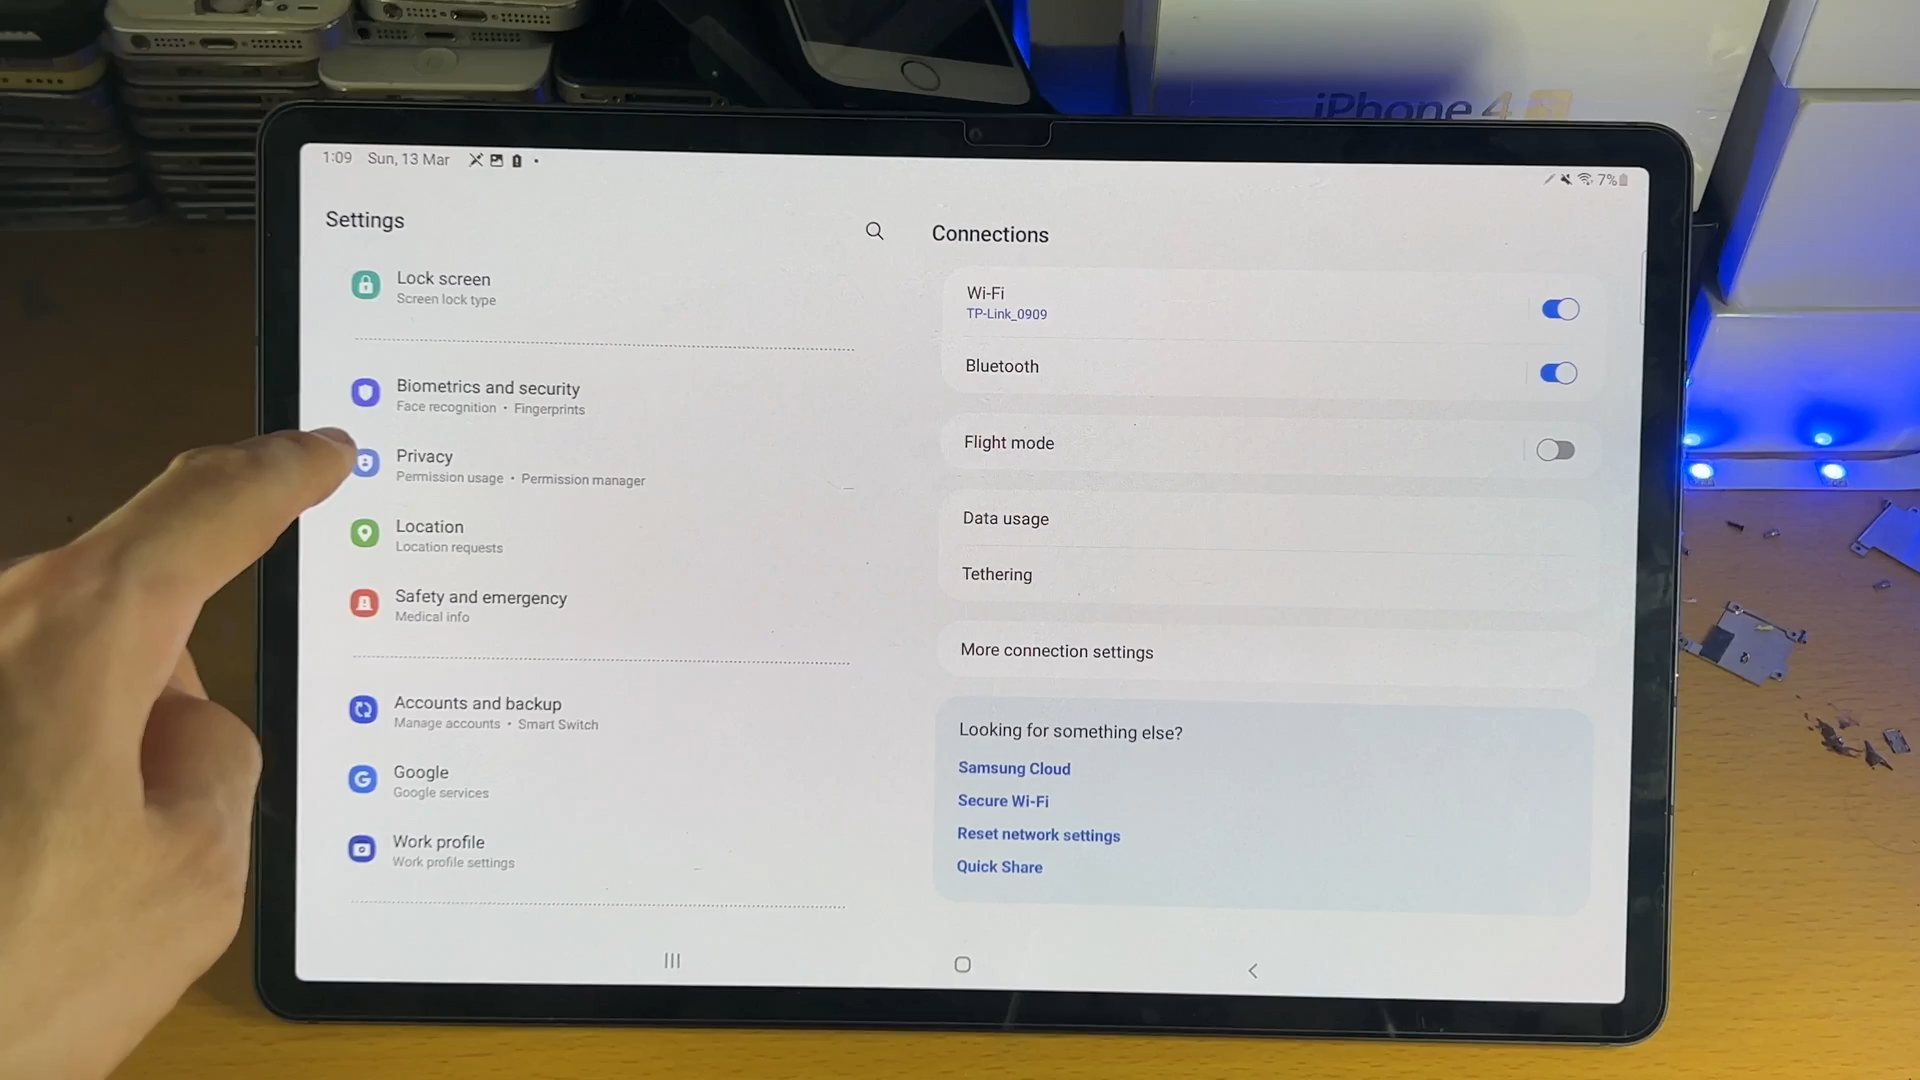 iPhone 4
1:09 Sun, 13 Mar
7%
Settings
Lock screen
Screen lock type
Biometrics and security
Face recognition • Fingerprints
Privacy
Permission usage • Permission manager
Location
Location requests
Safety and emergency
Medical info
Accounts and backup
Manage accounts • Smart Switch
Google
Google services
Work profile
Work profile settings
Connections
Wi-Fi
TP-Link_0909
Bluetooth
Flight mode
Data usage
Tethering
More connection settings
Looking for something else?
Samsung Cloud
Secure Wi-Fi
Reset network settings
Quick Share